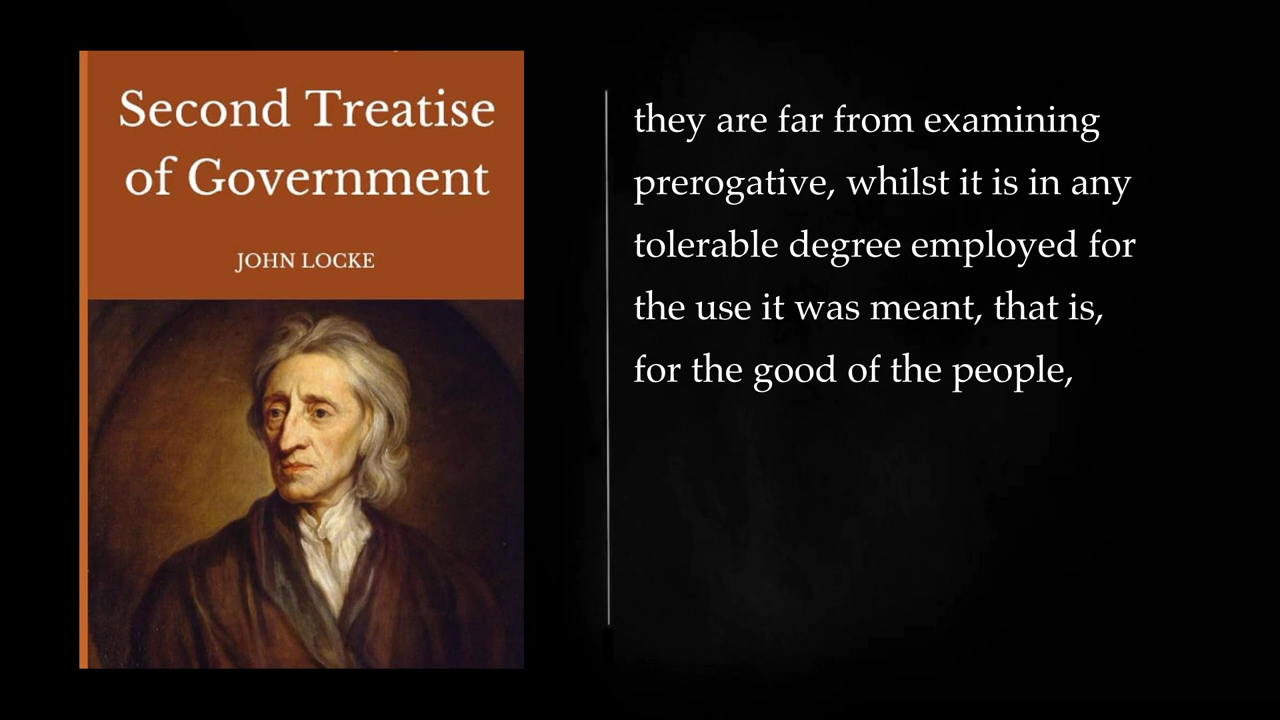 Second Treatise
of Government
JOHN LOCKE
they are far from examining
prerogative, whilst it is in any
tolerable degree employed for
the use it was meant, that is,
for the good of the people,